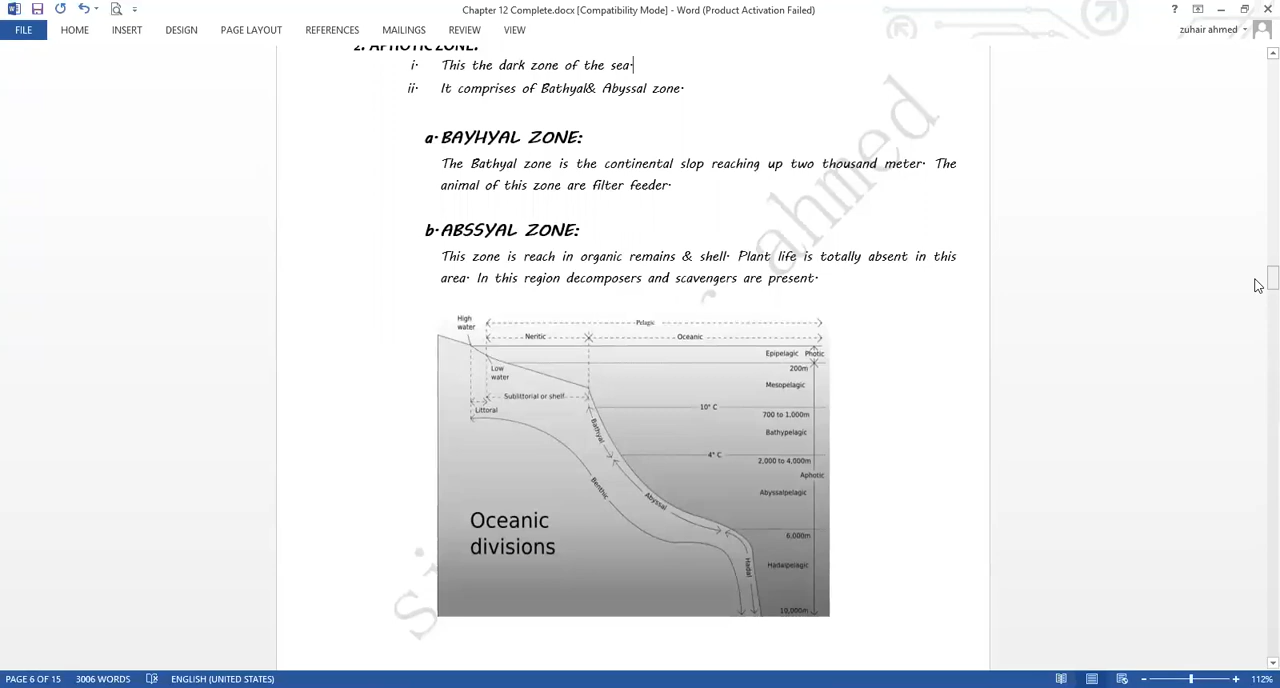 Chapter 12 Complete.docx [Compatibility Mode] - Word (Product Activation Failed)
FILE HOME INSERT DESIGN PAGE LAYOUT REFERENCES MAILINGS REVIEW VIEW zuhair ahmed
2. APHOTIC ZONE:
i. This the dark zone of the sea.
ii. It comprises of Bathyal& Abyssal zone.
a. BAYHYAL ZONE:
The Bathyal zone is the continental slop reaching up two thousand meter. The
animal of this zone are filter feeder.
b. ABSSYAL ZONE:
This zone is reach in organic remains & shell. Plant life is totally absent in this
area. In this region decomposers and scavengers are present.
High
water
Pelagic
Neritic
Oceanic
Epipelagic Photic
Low
water
200m
Mesopelagic
Sublittoral or shelf
Littoral
10° C
700 to 1,000m
Bathyal
Bathypelagic
4° C
2,000 to 4,000m
Aphotic
Benthic
Abyssal
Abyssalpelagic
Oceanic
divisions
6,000m
Hadal
Hadalpelagic
10,000m
ahmed
PAGE 6 OF 15 3006 WORDS ENGLISH (UNITED STATES) 112%